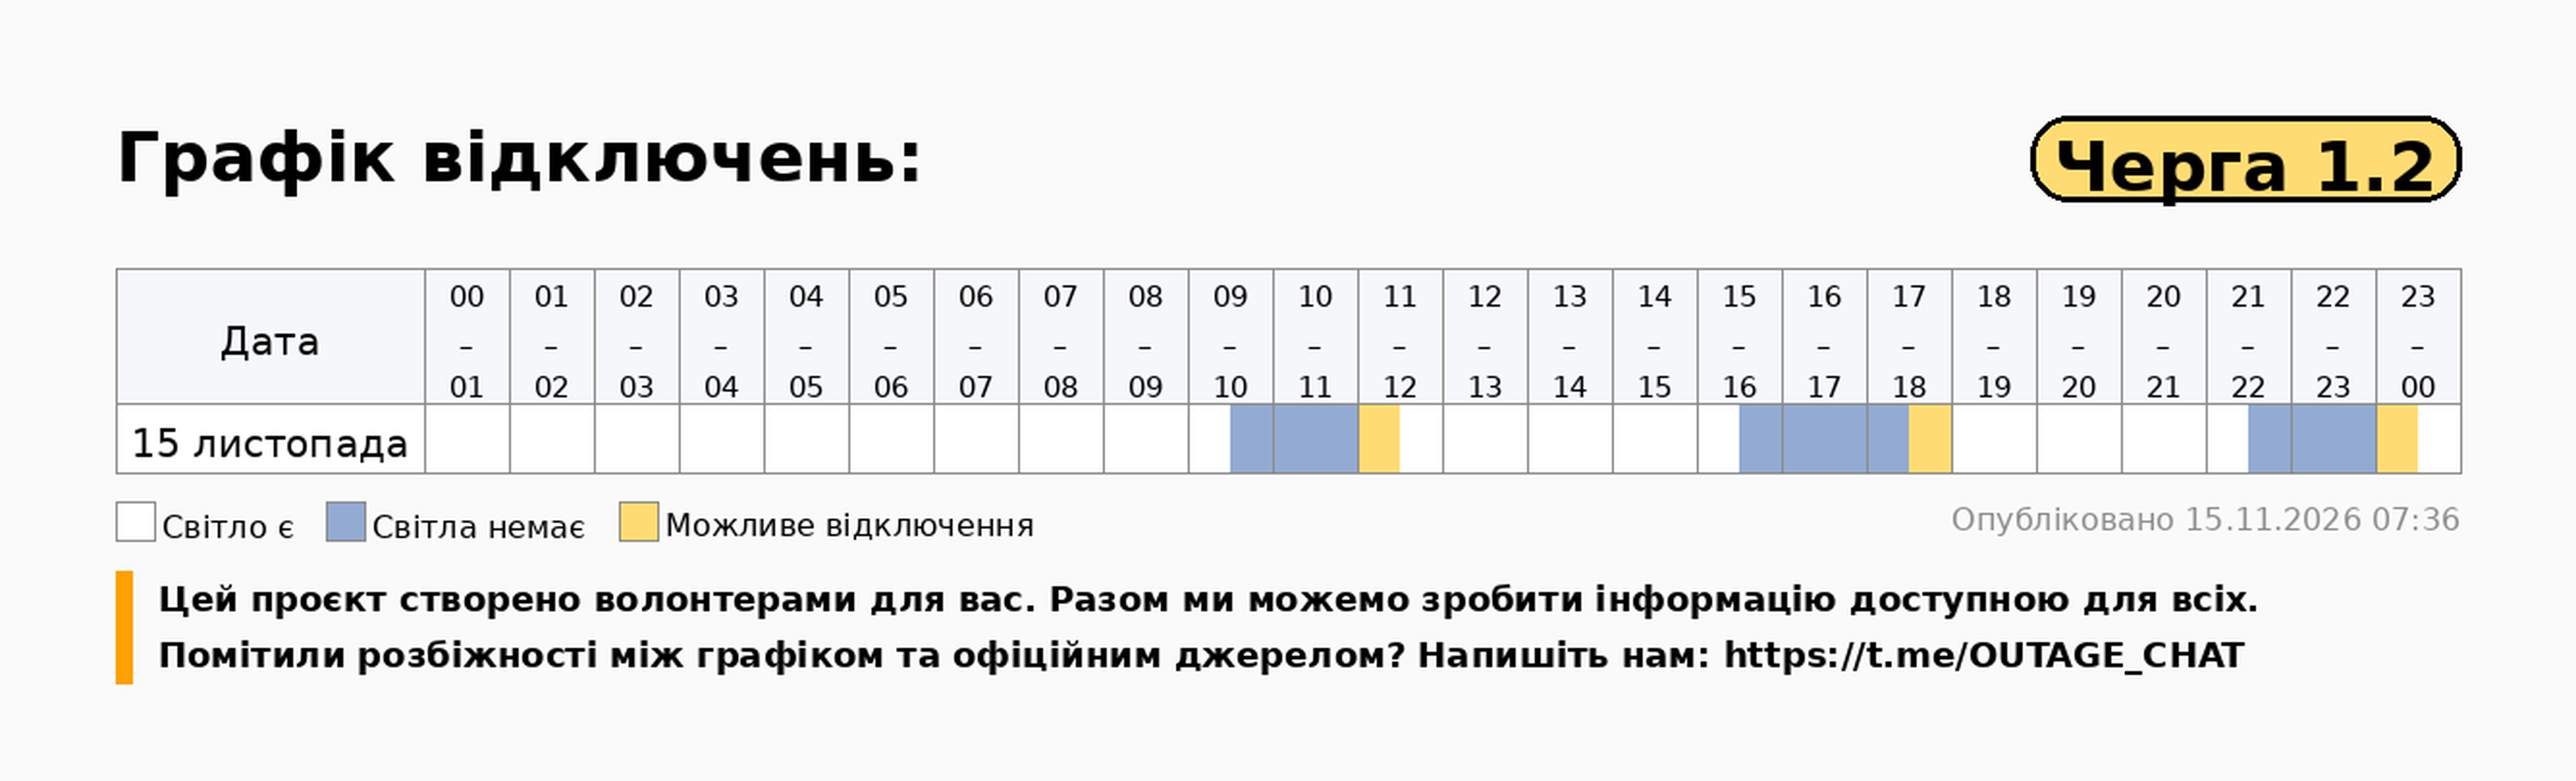 Графік відключень:
Черга 1.2
Дата 00 – 01 01 – 02 02 – 03 03 – 04 04 – 05 05 – 06 06 – 07 07 – 08 08 – 09 09 – 10 10 – 11 11 – 12 12 – 13 13 – 14 14 – 15 15 – 16 16 – 17 17 – 18 18 – 19 19 – 20 20 – 21 21 – 22 22 – 23 23 – 00
15 листопада
Світло є Світла немає Можливе відключення
Опубліковано 15.11.2026 07:36
Цей проєкт створено волонтерами для вас. Разом ми можемо зробити інформацію доступною для всіх.
Помітили розбіжності між графіком та офіційним джерелом? Напишіть нам: https://t.me/OUTAGE_CHAT